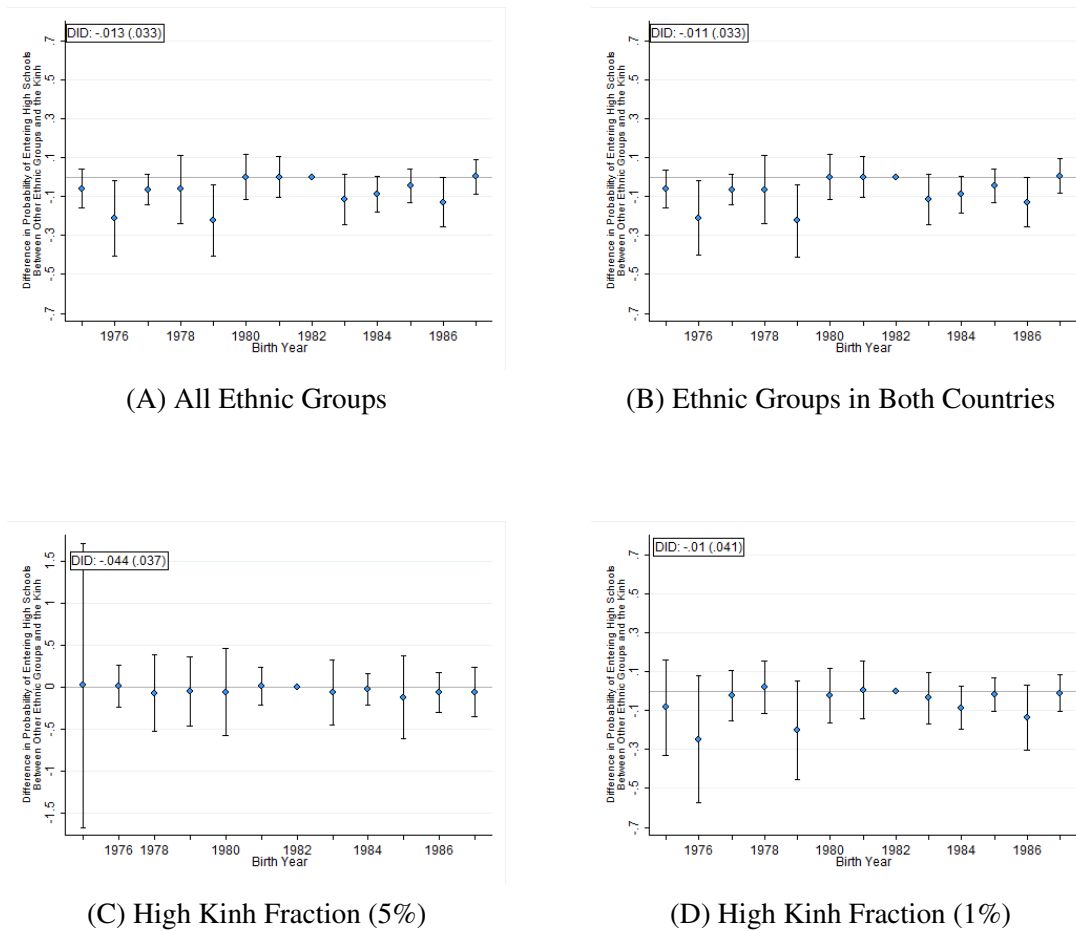 DID: -.013 (.033)
Difference in Probability of Entering High Schools
Between Other Ethnic Groups and the Kinh
.7
.5
.3
.1
-.1
-.3
-.5
-.7
1976 1978 1980 1982 1984 1986
Birth Year
(A) All Ethnic Groups
DID: -.011 (.033)
Difference in Probability of Entering High Schools
Between Other Ethnic Groups and the Kinh
.7
.5
.3
.1
-.1
-.3
-.5
-.7
1976 1978 1980 1982 1984 1986
Birth Year
(B) Ethnic Groups in Both Countries
DID: -.044 (.037)
Difference in Probability of Entering High Schools
Between Other Ethnic Groups and the Kinh
1.5
1
.5
0
-.5
-1
-1.5
1976 1978 1980 1982 1984 1986
Birth Year
(C) High Kinh Fraction (5%)
DID: -.01 (.041)
Difference in Probability of Entering High Schools
Between Other Ethnic Groups and the Kinh
.7
.5
.3
.1
-.1
-.3
-.5
-.7
1976 1978 1980 1982 1984 1986
Birth Year
(D) High Kinh Fraction (1%)